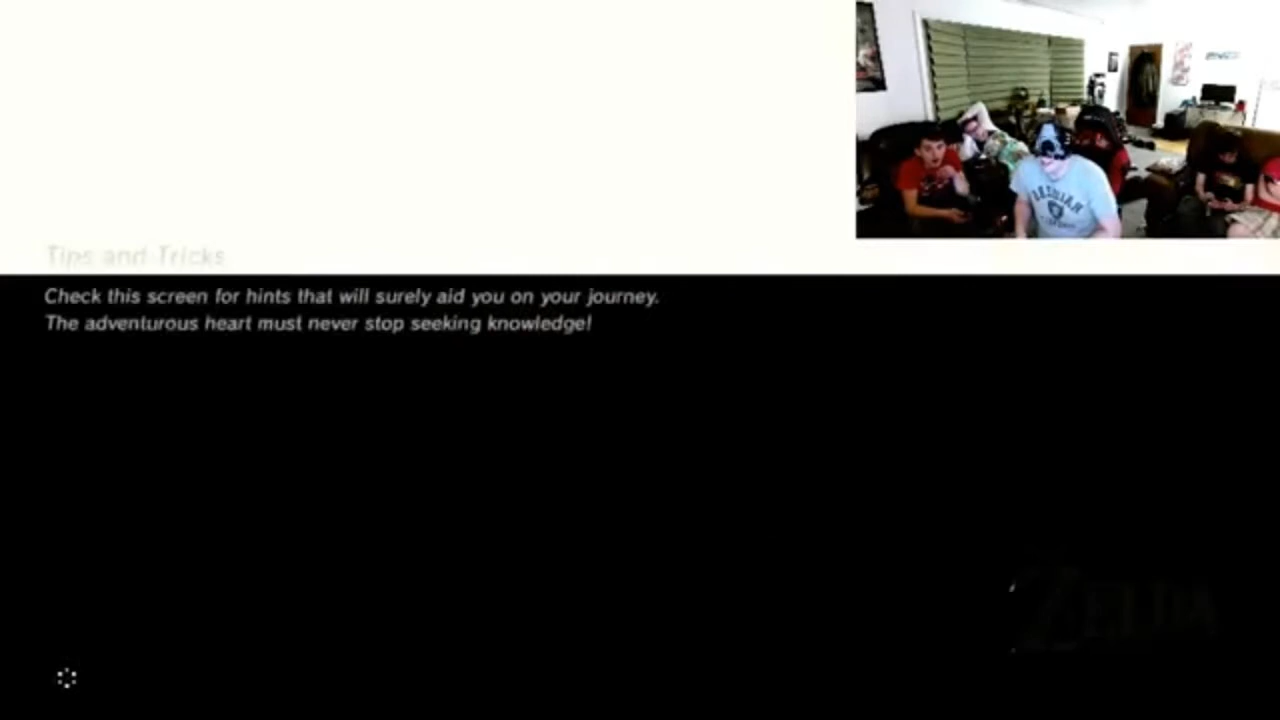 Tips and Tricks
Check this screen for hints that will surely aid you on your journey.
The adventurous heart must never stop seeking knowledge!
ZELDA